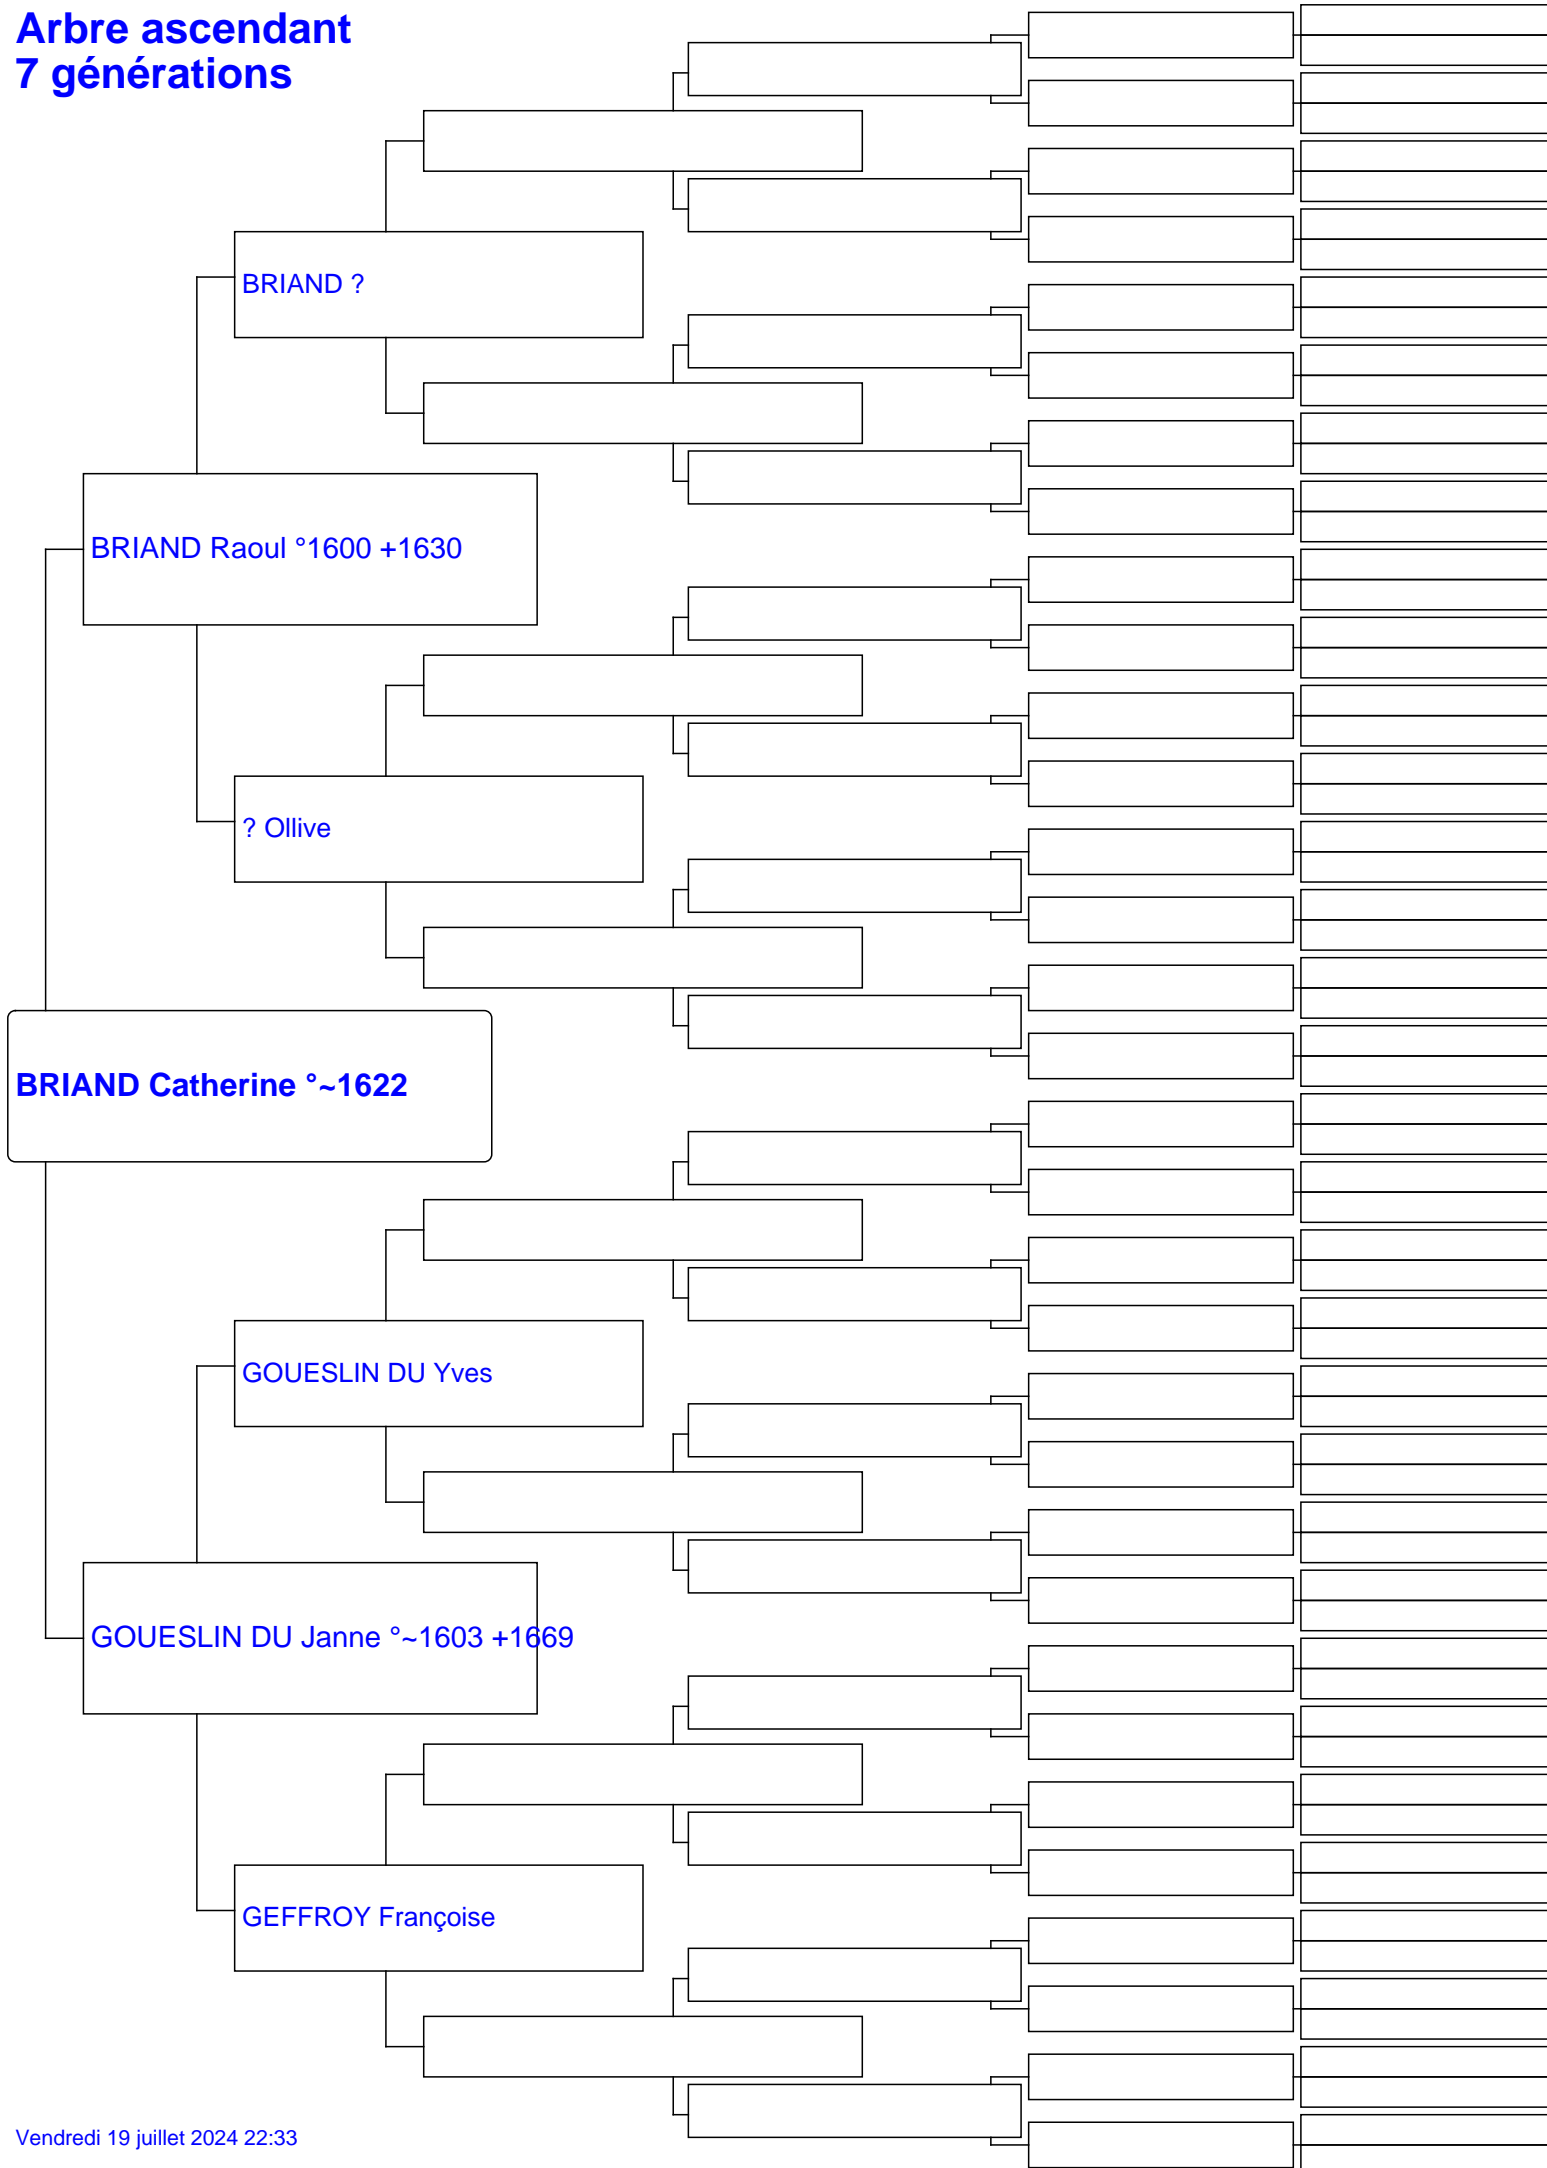 Arbre ascendant
7 générations
BRIAND ?
BRIAND Raoul °1600 +1630
? Ollive
BRIAND Catherine °~1622
GOUESLIN DU Yves
GOUESLIN DU Janne °~1603 +1669
GEFFROY Françoise
Vendredi 19 juillet 2024 22:33